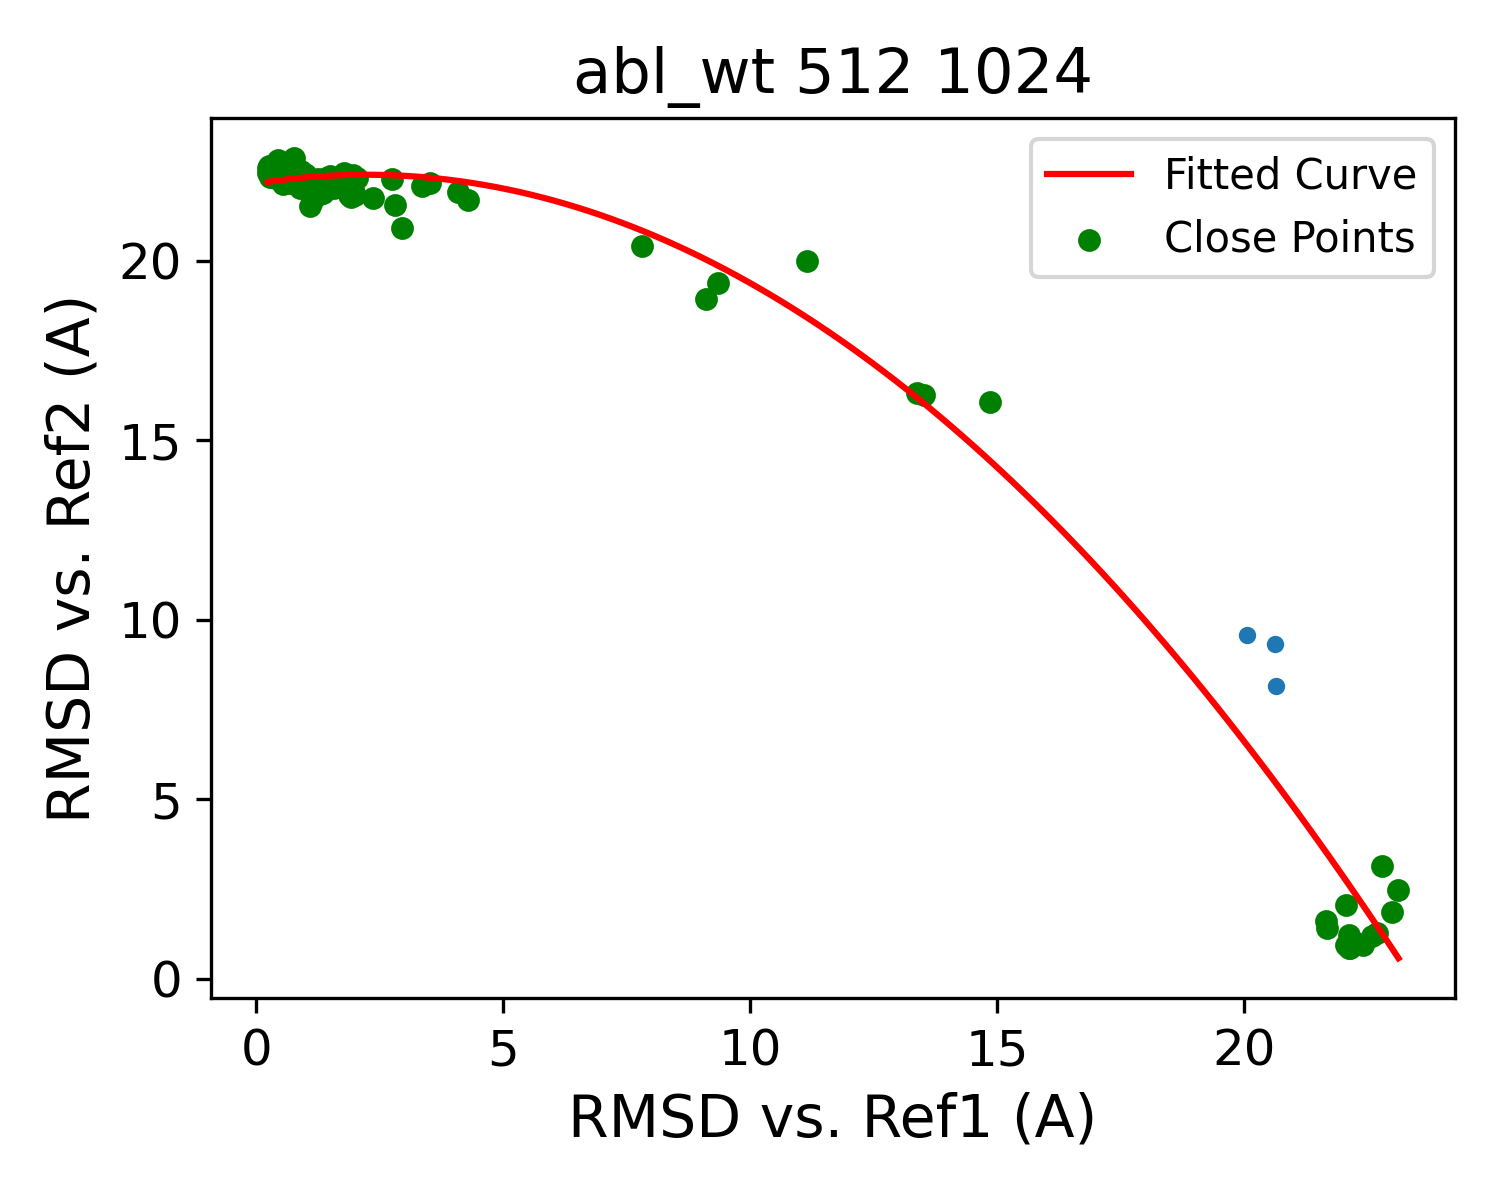 abl_wt 512 1024
Fitted Curve
Close Points
RMSD vs. Ref2 (A)
20
15
10
5
0
0 5 10 15 20
RMSD vs. Ref1 (A)